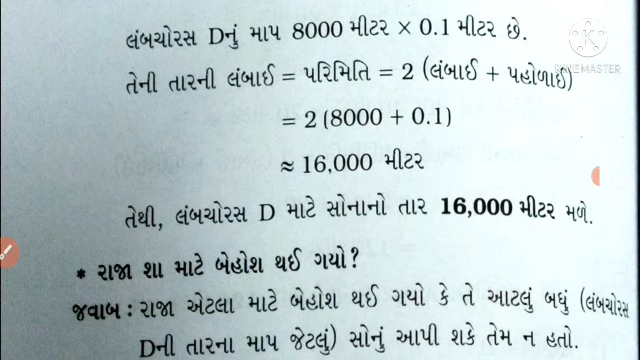 લંબચોરસ Dનું માપ 8000 મીટર × 0.1 મીટર છે.
તેની તારની લંબાઈ = પરિમિતિ = 2 (લંબાઈ + પહોળાઈ)
KINEMASTER
= 2 (8000 + 0.1)
≈ 16,000 મીટર
તેથી, લંબચોરસ D માટે સોનાનો તાર 16,000 મીટર મળે.
* રાજા શા માટે બેહોશ થઈ ગયો?
જવાબ : રાજા એટલા માટે બેહોશ થઈ ગયો કે તે આટલું બધું (લંબચોરસ
Dની તારના માપ જેટલું) સોનું આપી શકે તેમ ન હતો.